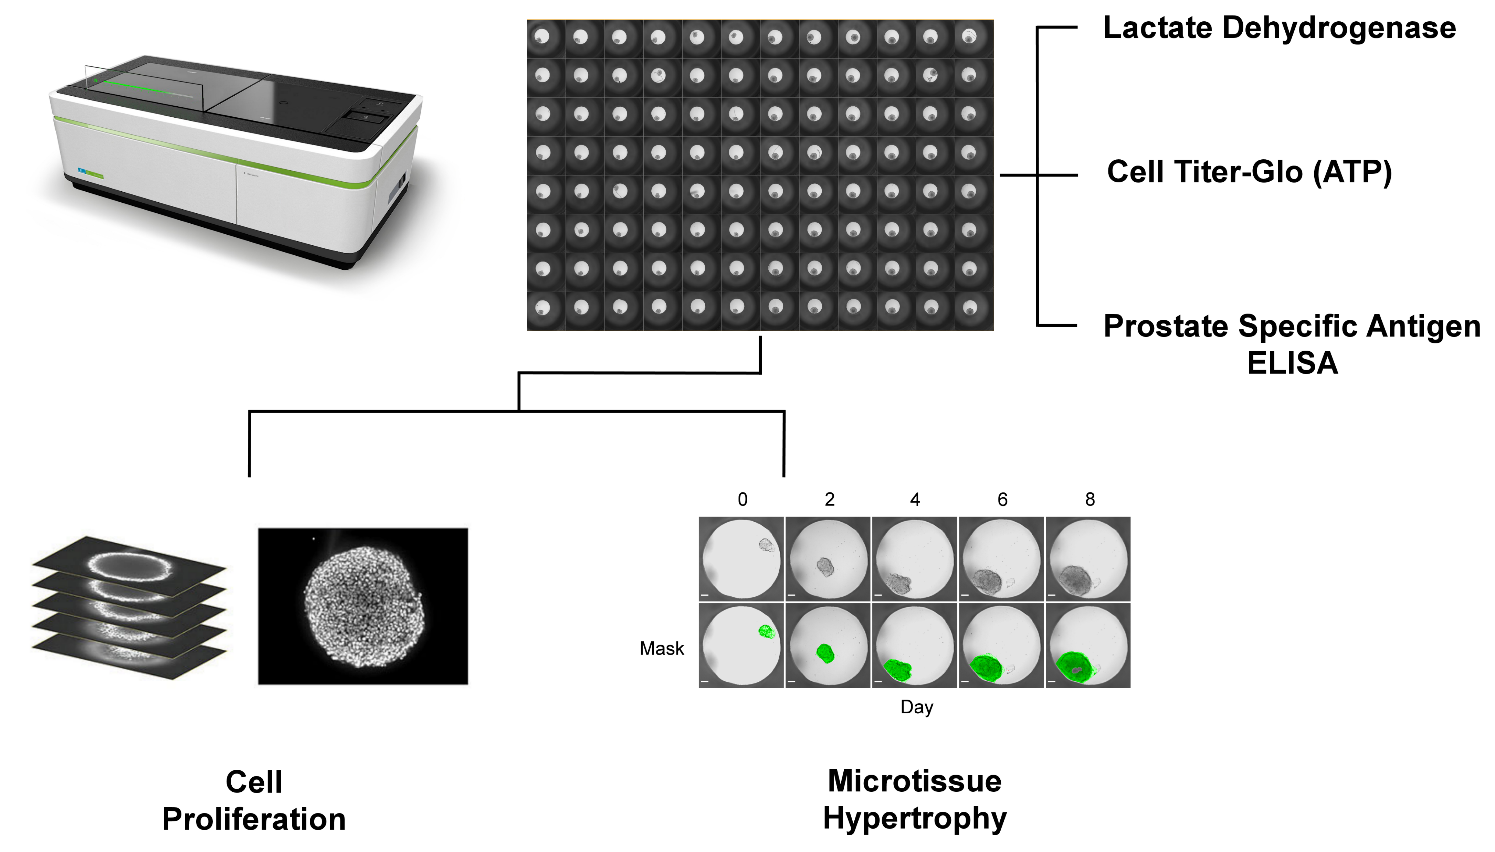 Lactate Dehydrogenase
Cell Titer-Glo (ATP)
Prostate Specific Antigen
ELISA
0 2 4 6 8
Mask
Day
Cell
Proliferation
Microtissue
Hypertrophy